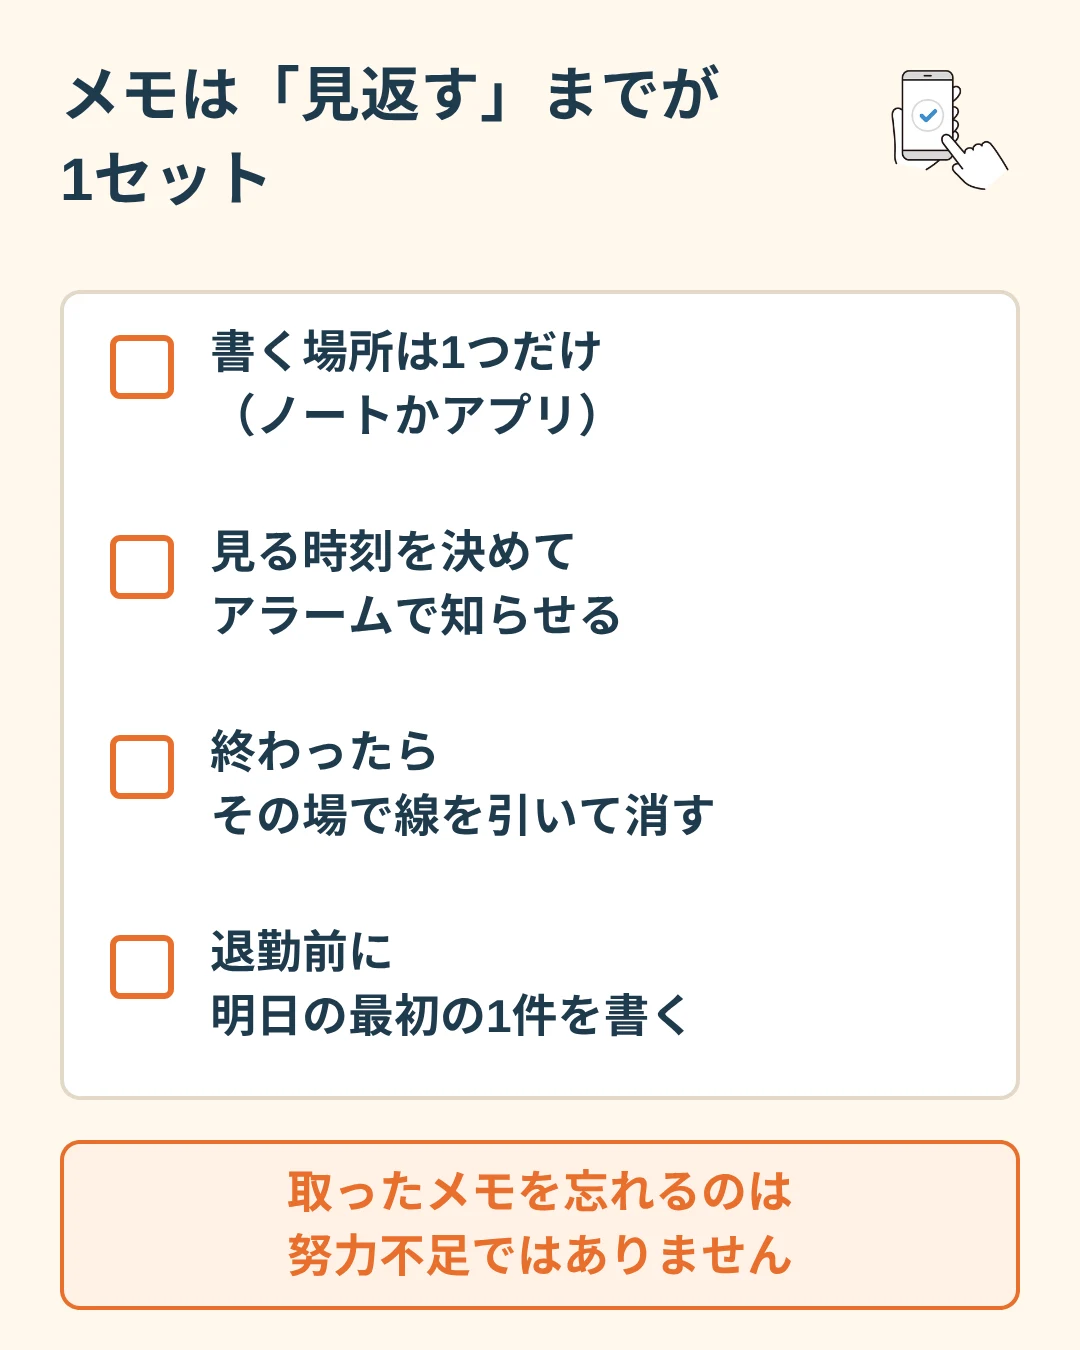 メモは「見返す」までが
1セット
書く場所は1つだけ
（ノートかアプリ）
見る時刻を決めて
アラームで知らせる
終わったら
その場で線を引いて消す
退勤前に
明日の最初の1件を書く
取ったメモを忘れるのは
努力不足ではありません